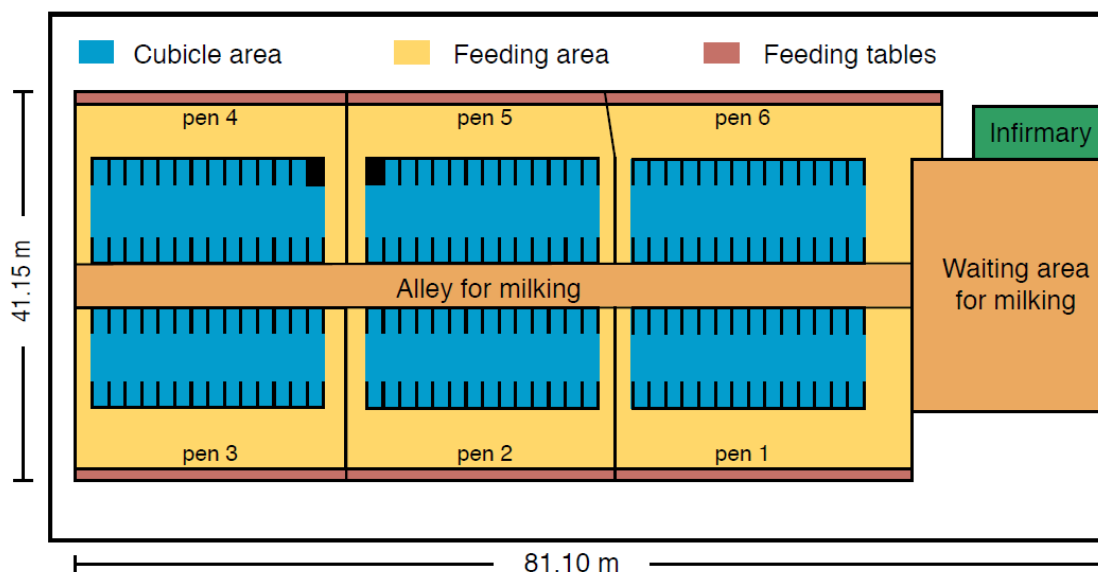 Cubicle area
Feeding area
Feeding tables
pen 4
pen 5
pen 6
Infirmary
41.15 m
Alley for milking
Waiting area
for milking
pen 3
pen 2
pen 1
81.10 m